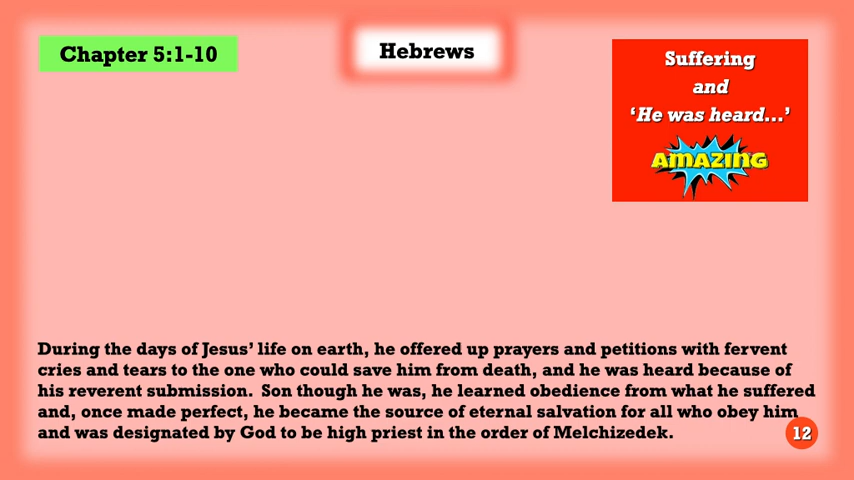 Chapter 5:1-10
Hebrews
Suffering
and
‘He was heard...’
AMAZING
During the days of Jesus’ life on earth, he offered up prayers and petitions with fervent
cries and tears to the one who could save him from death, and he was heard because of
his reverent submission.  Son though he was, he learned obedience from what he suffered
and, once made perfect, he became the source of eternal salvation for all who obey him
and was designated by God to be high priest in the order of Melchizedek.
12